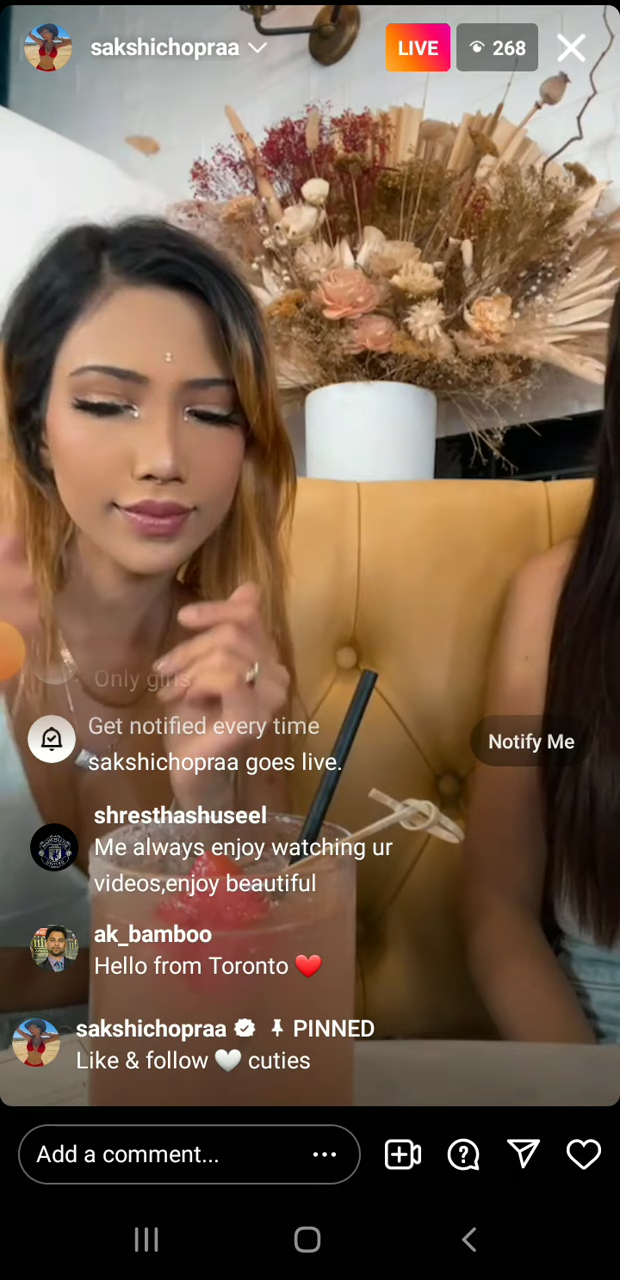 sakshichopraa
LIVE
268
Only girls
Get notified every time
sakshichopraa goes live.
Notify Me
shresthashuseel
Me always enjoy watching ur
videos,enjoy beautiful
ak_bamboo
Hello from Toronto ❤️
sakshichopraa PINNED
Like & follow 🤍 cuties
Add a comment...